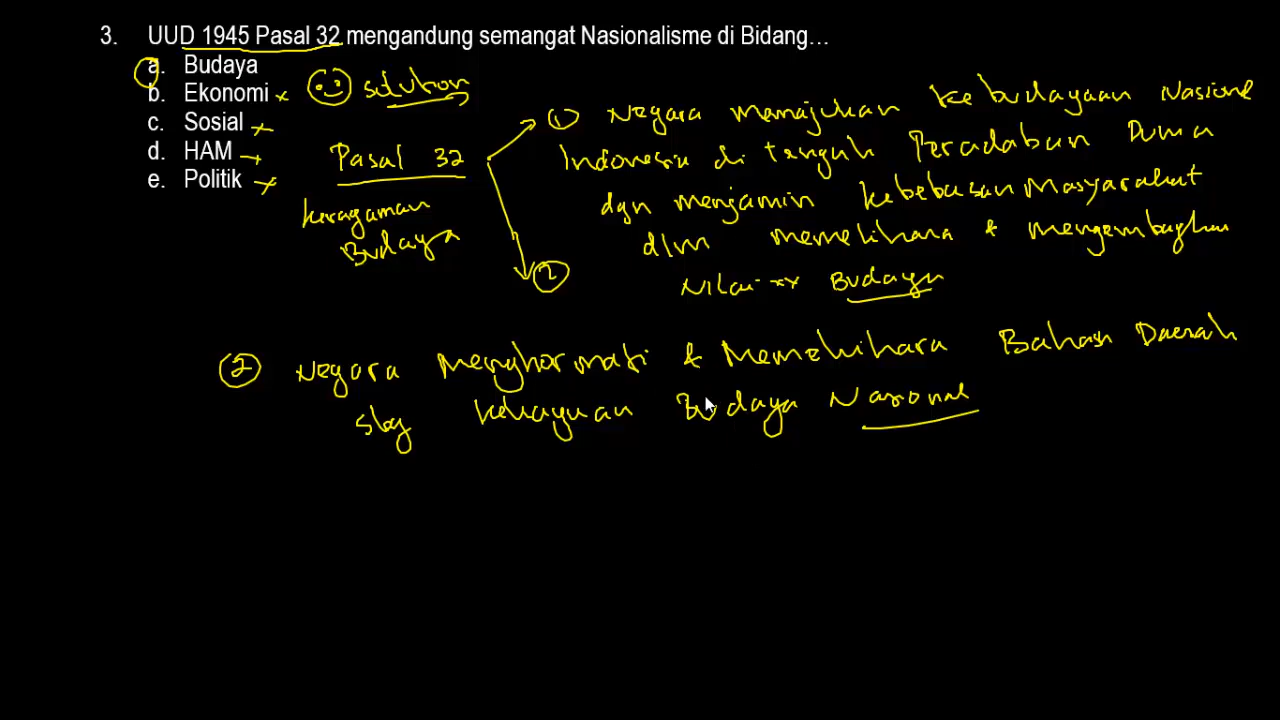 3. UUD 1945 Pasal 32 mengandung semangat Nasionalisme di Bidang...
a. Budaya
b. Ekonomi x
c. Sosial x
d. HAM x
e. Politik x
solution
Pasal 32
keragaman
Budaya
① Negara memajukan kebudayaan Nasional
Indonesia di tengah Peradaban Dunia
dgn menjamin kebebasan Masyarakat
dlm memelihara & mengembagkan
Nilai-xx Budaya
②
② Negara Menghormati & Memelihara Bahasa Daerah
sbg kekayaan Budaya Nasional